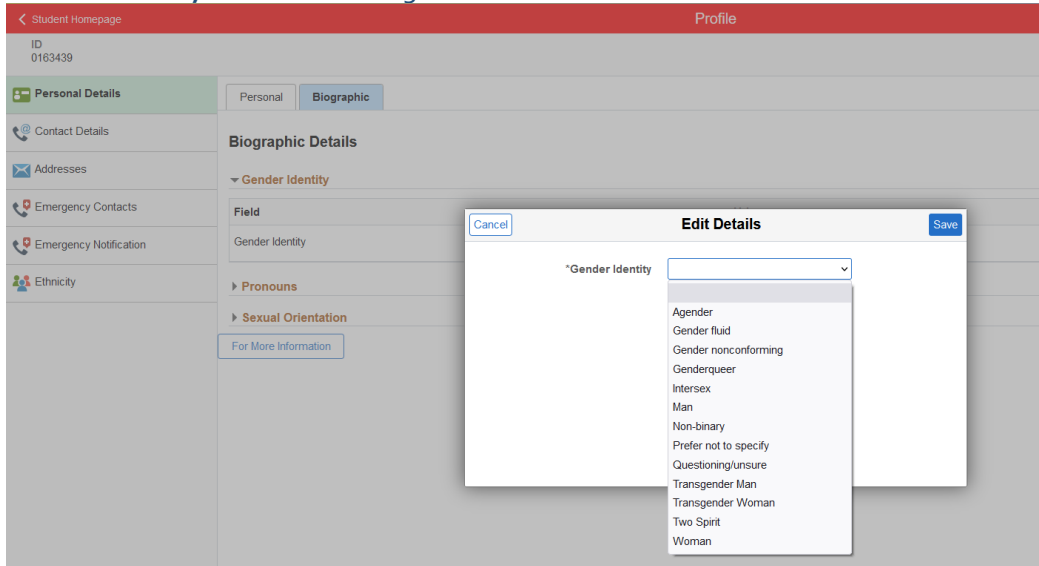 Student Homepage
Profile
ID
0163439
Personal Details
Contact Details
Addresses
Emergency Contacts
Emergency Notification
Ethnicity
Personal
Biographic
Biographic Details
Gender Identity
Field
Gender Identity
Pronouns
Sexual Orientation
For More Information
Cancel
Edit Details
Save
*Gender Identity
Agender
Gender fluid
Gender nonconforming
Genderqueer
Intersex
Man
Non-binary
Prefer not to specify
Questioning/unsure
Transgender Man
Transgender Woman
Two Spirit
Woman